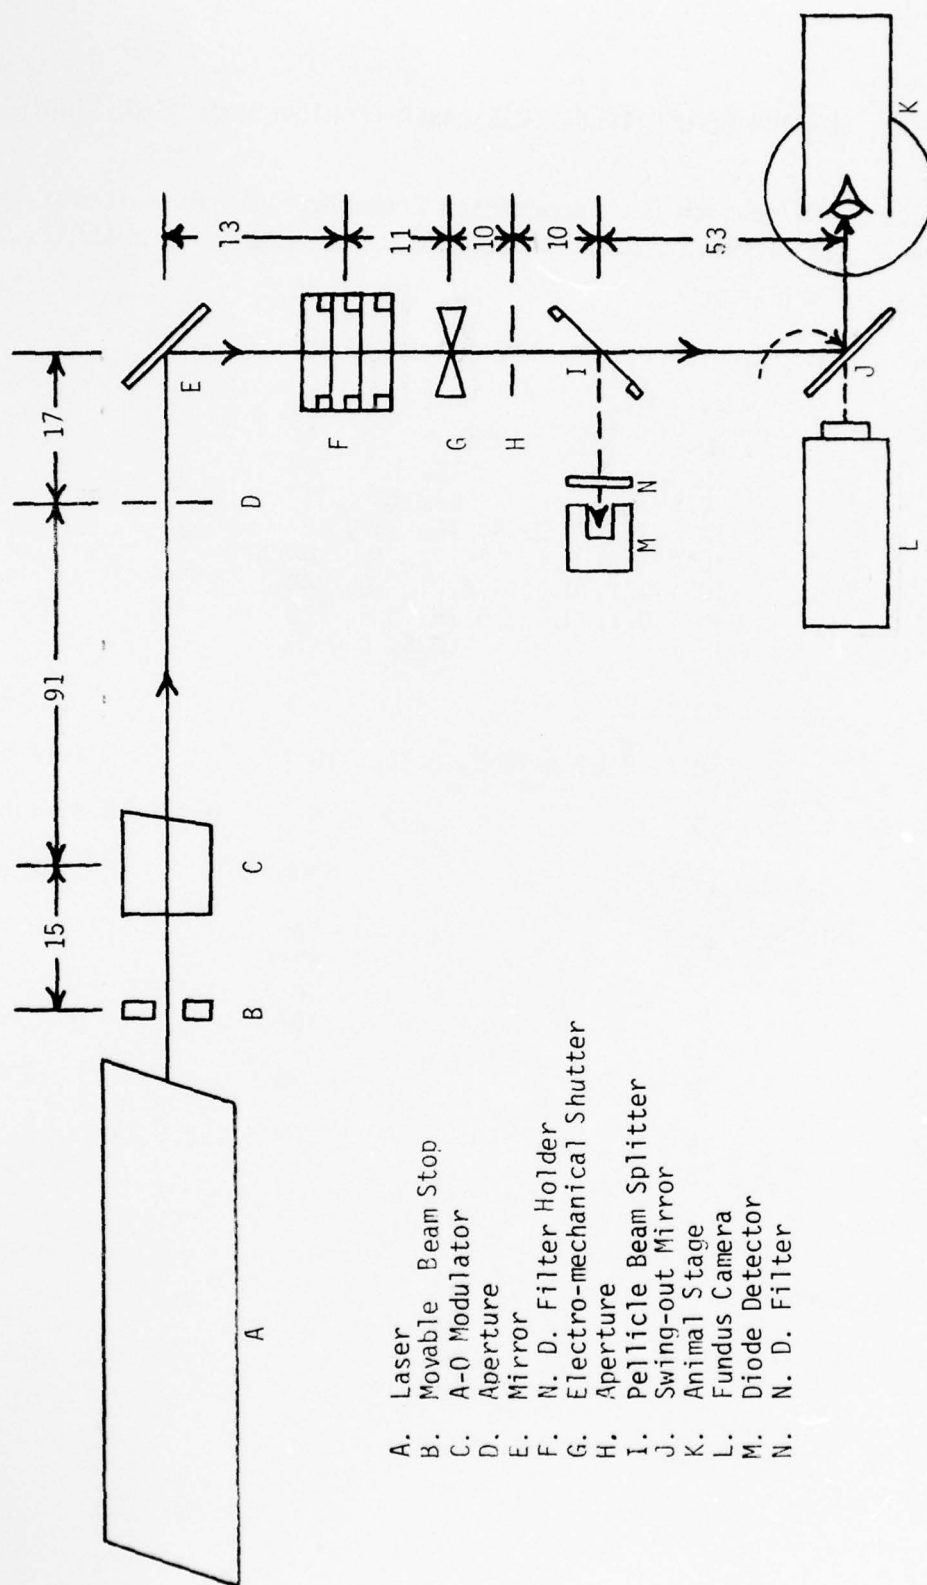 15
91
17
13
11
10
10
53
A
B
C
D
E
F
G
H
I
J
K
L
M
N
A. Laser
B. Movable Beam Stop
C. A-O Modulator
D. Aperture
E. Mirror
F. N. D. Filter Holder
G. Electro-mechanical Shutter
H. Aperture
I. Pellicle Beam Splitter
J. Swing-out Mirror
K. Animal Stage
L. Fundus Camera
M. Diode Detector
N. N. D. Filter